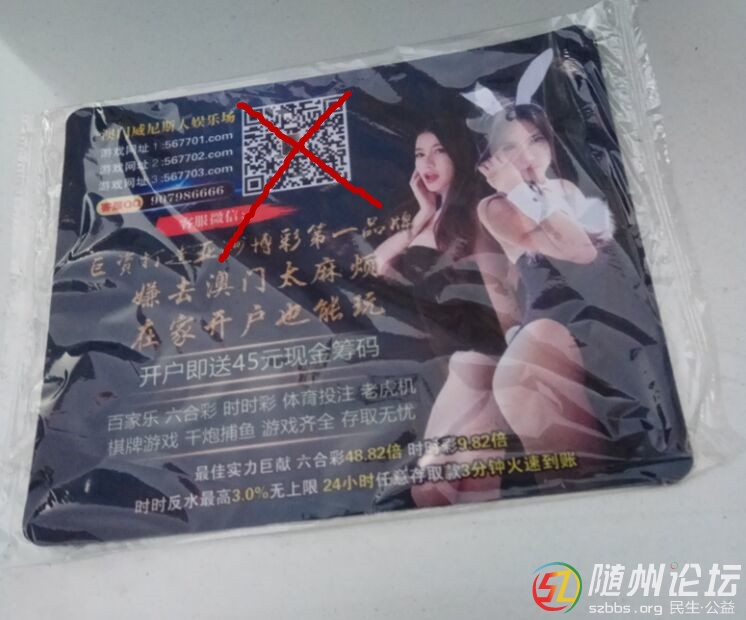 澳门威尼斯人娱乐场
游戏网址1:567701.com
游戏网址2:567702.com
游戏网址3:567703.com
客服QQ 907986666
客服微信
巨资打造亚洲博彩第一品牌
嫌去澳门太麻烦
在家开户也能玩
开户即送45元现金筹码
百家乐 六合彩 时时彩 体育投注 老虎机
棋牌游戏 千炮捕鱼 游戏齐全 存取无忧
最佳实力巨献 六合彩48.82倍 时时彩9.82倍
时时反水最高3.0%无上限 24小时任意存取款3分钟火速到账
随州论坛
szbbs.org 民生·公益